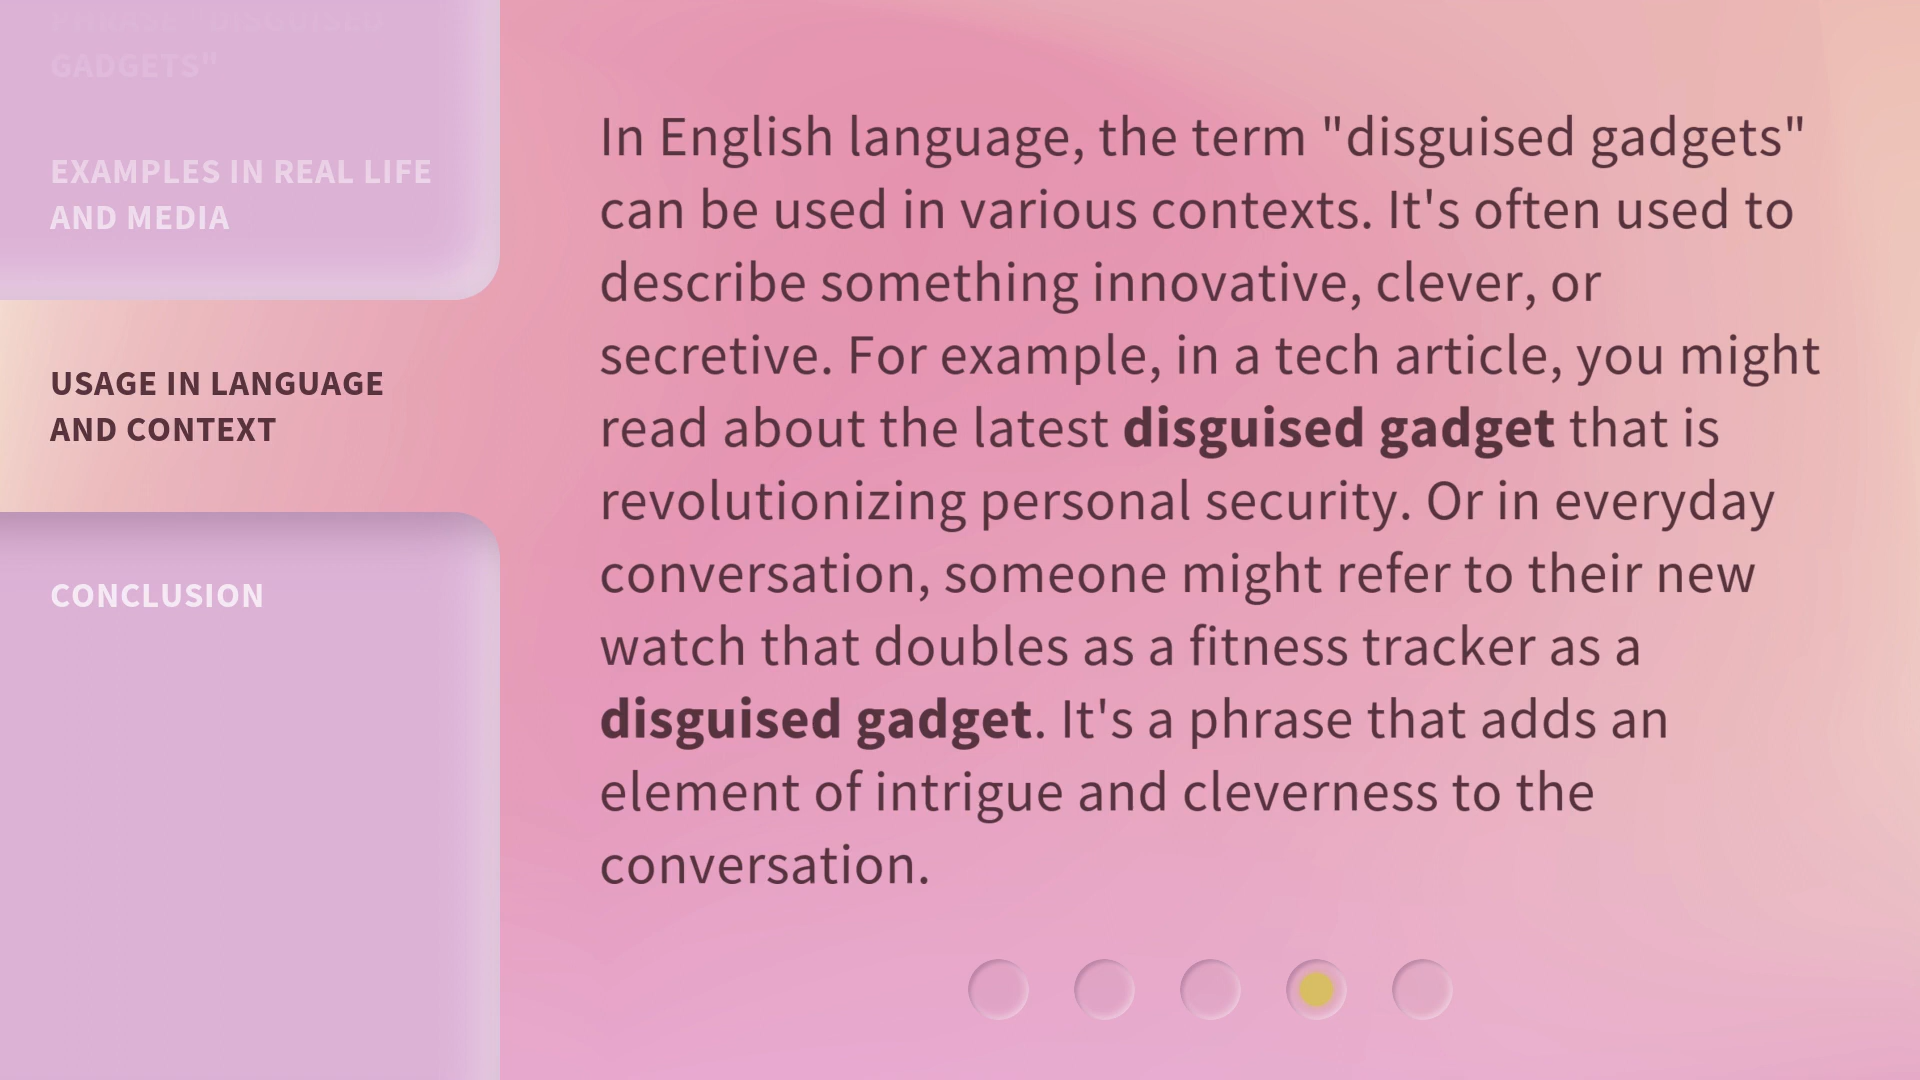 GADGETS"
EXAMPLES IN REAL LIFE
AND MEDIA
USAGE IN LANGUAGE
AND CONTEXT
CONCLUSION
In English language, the term "disguised gadgets"
can be used in various contexts. It's often used to
describe something innovative, clever, or
secretive. For example, in a tech article, you might
read about the latest disguised gadget that is
revolutionizing personal security. Or in everyday
conversation, someone might refer to their new
watch that doubles as a fitness tracker as a
disguised gadget. It's a phrase that adds an
element of intrigue and cleverness to the
conversation.